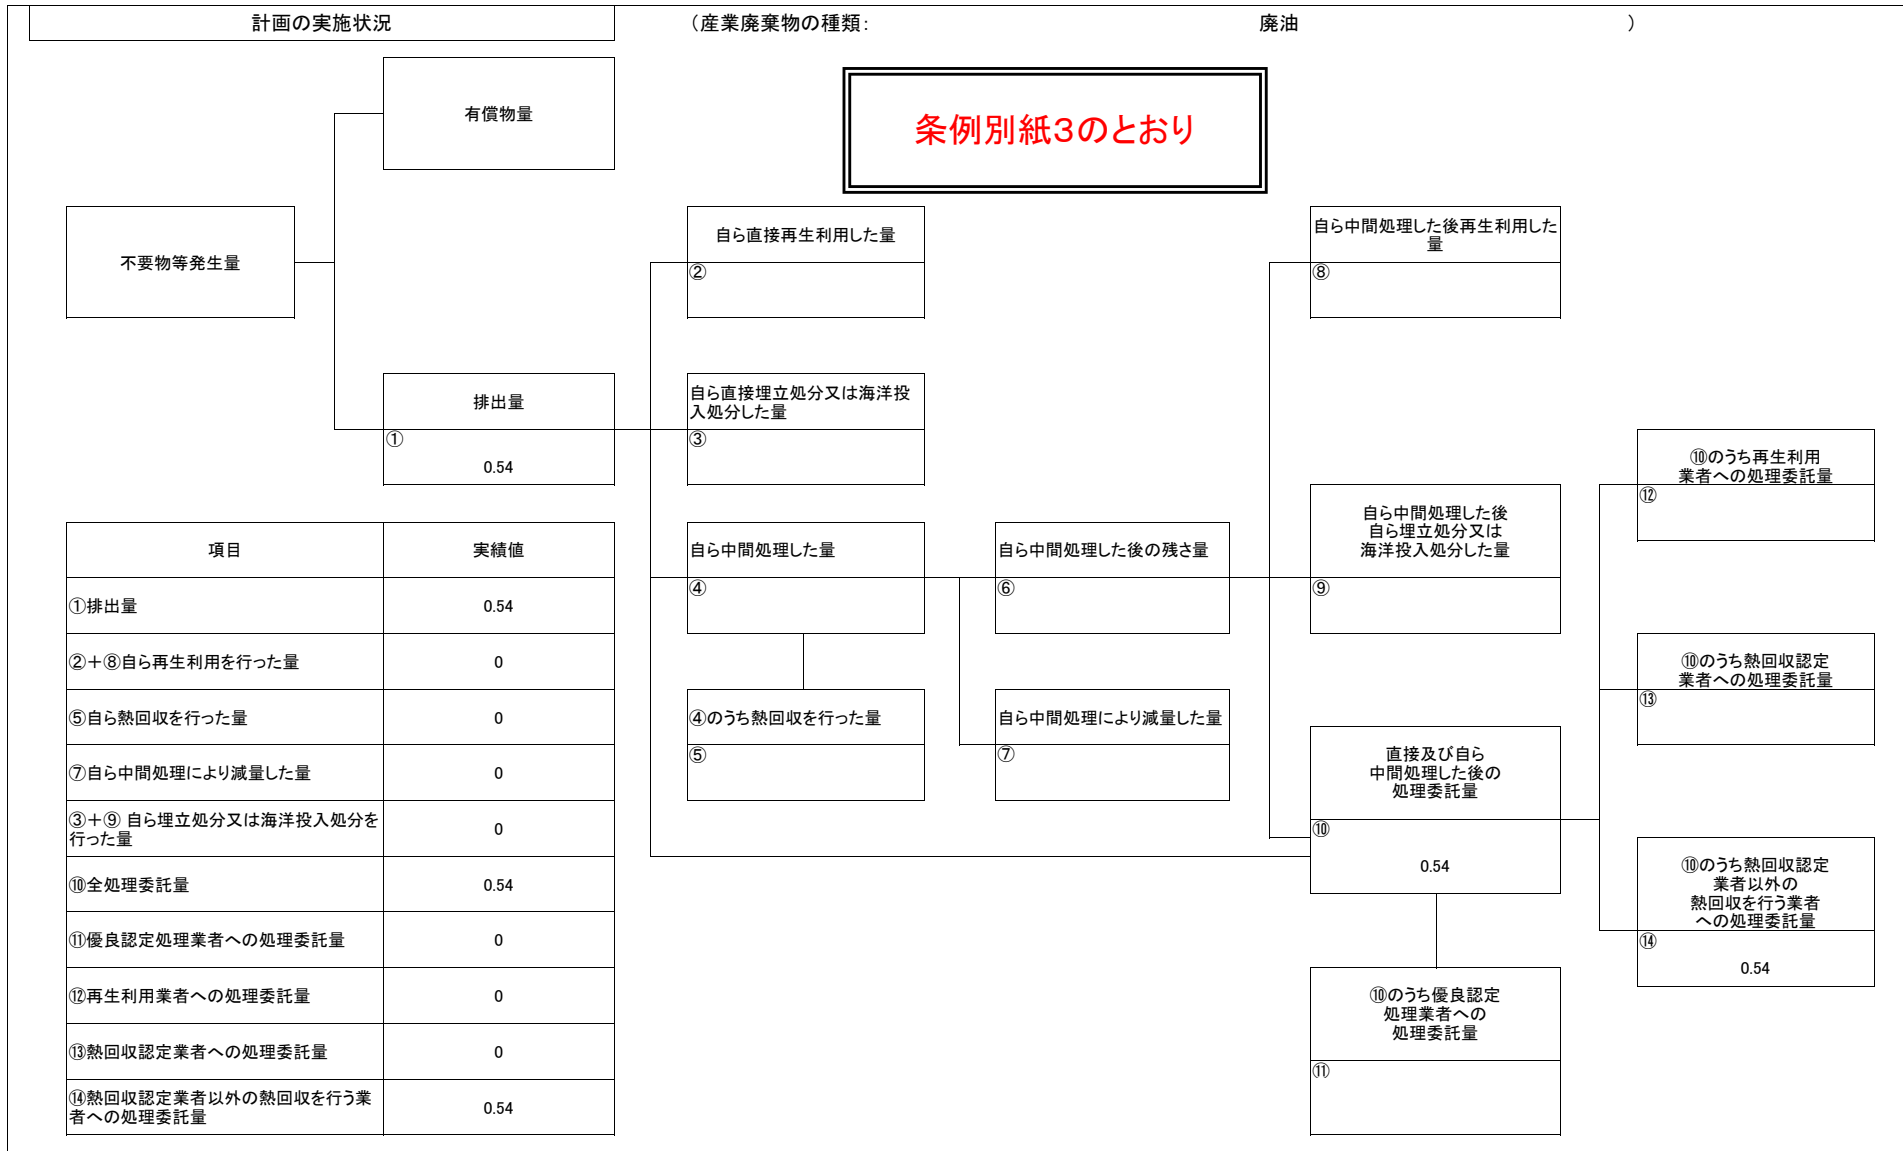 計画の実施状況
（産業廃棄物の種類：
廃油
）
有償物量
条例別紙3のとおり
不要物等発生量
自ら直接再生利用した量
②
自ら中間処理した後再生利用した
量
⑧
排出量
①
0.54
自ら直接埋立処分又は海洋投
入処分した量
③
⑩のうち再生利用
業者への処理委託量
⑫
自ら中間処理した量
④
自ら中間処理した後の残さ量
⑥
自ら中間処理した後
自ら埋立処分又は
海洋投入処分した量
⑨
⑩のうち熱回収認定
業者への処理委託量
⑬
④のうち熱回収を行った量
⑤
自ら中間処理により減量した量
⑦
直接及び自ら
中間処理した後の
処理委託量
⑩
0.54
⑩のうち熱回収認定
業者以外の
熱回収を行う業者
への処理委託量
⑭
0.54
⑩のうち優良認定
処理業者への
処理委託量
⑪
項目
実績値
①排出量
0.54
②＋⑧自ら再生利用を行った量
0
⑤自ら熱回収を行った量
0
⑦自ら中間処理により減量した量
0
③＋⑨ 自ら埋立処分又は海洋投入処分を
行った量
0
⑩全処理委託量
0.54
⑪優良認定処理業者への処理委託量
0
⑫再生利用業者への処理委託量
0
⑬熱回収認定業者への処理委託量
0
⑭熱回収認定業者以外の熱回収を行う業
者への処理委託量
0.54